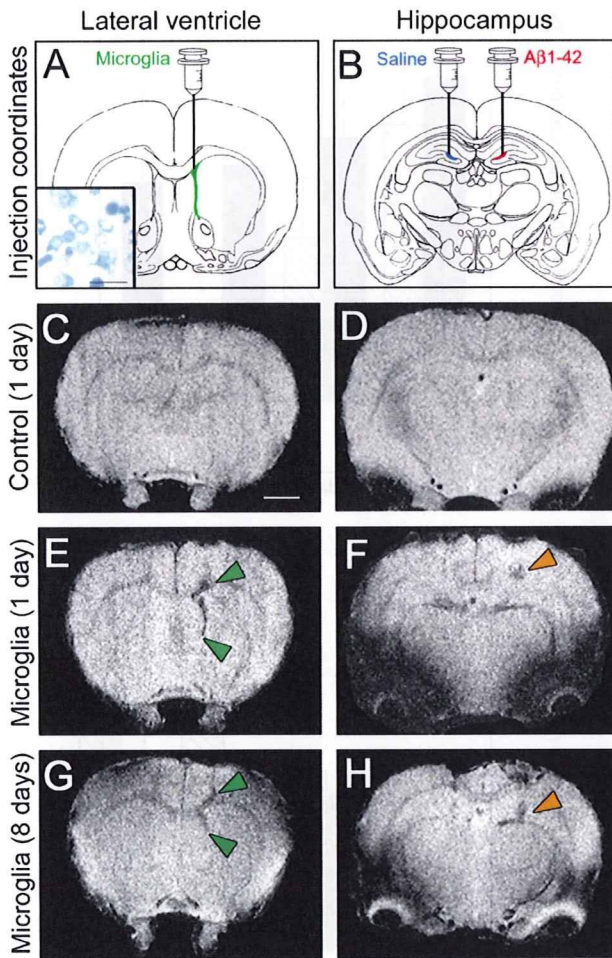 Lateral ventricle
Hippocampus
Injection coordinates
A
Microglia
B
Saline
Aβ1-42
Control (1 day)
C
D
Microglia (1 day)
E
F
Microglia (8 days)
G
H